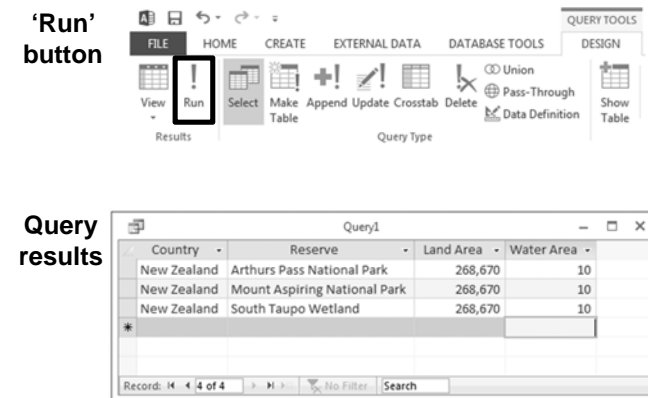 ‘Run’
button
QUERY TOOLS
FILE HOME CREATE EXTERNAL DATA DATABASE TOOLS DESIGN
View Run Select Make Table Append Update Crosstab Delete Union Pass-Through Data Definition Show Table
Results Query Type
Query
results
Query1
Country Reserve Land Area Water Area
New Zealand Arthurs Pass National Park 268,670 10
New Zealand Mount Aspiring National Park 268,670 10
New Zealand South Taupo Wetland 268,670 10
Record: 4 of 4 No Filter Search